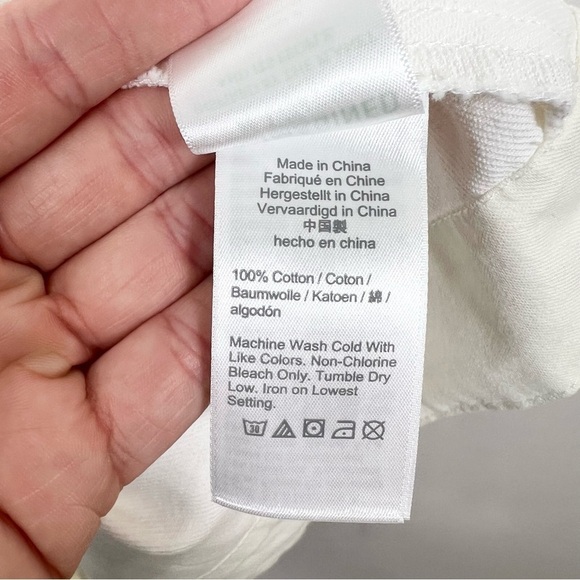 Made in China
Fabriqué en Chine
Hergestellt in China
Vervaardigd in China
中国製
hecho en china
100% Cotton / Coton /
Baumwolle / Katoen / 綿 /
algodón
Machine Wash Cold With
Like Colors. Non-Chlorine
Bleach Only. Tumble Dry
Low. Iron on Lowest
Setting.
30